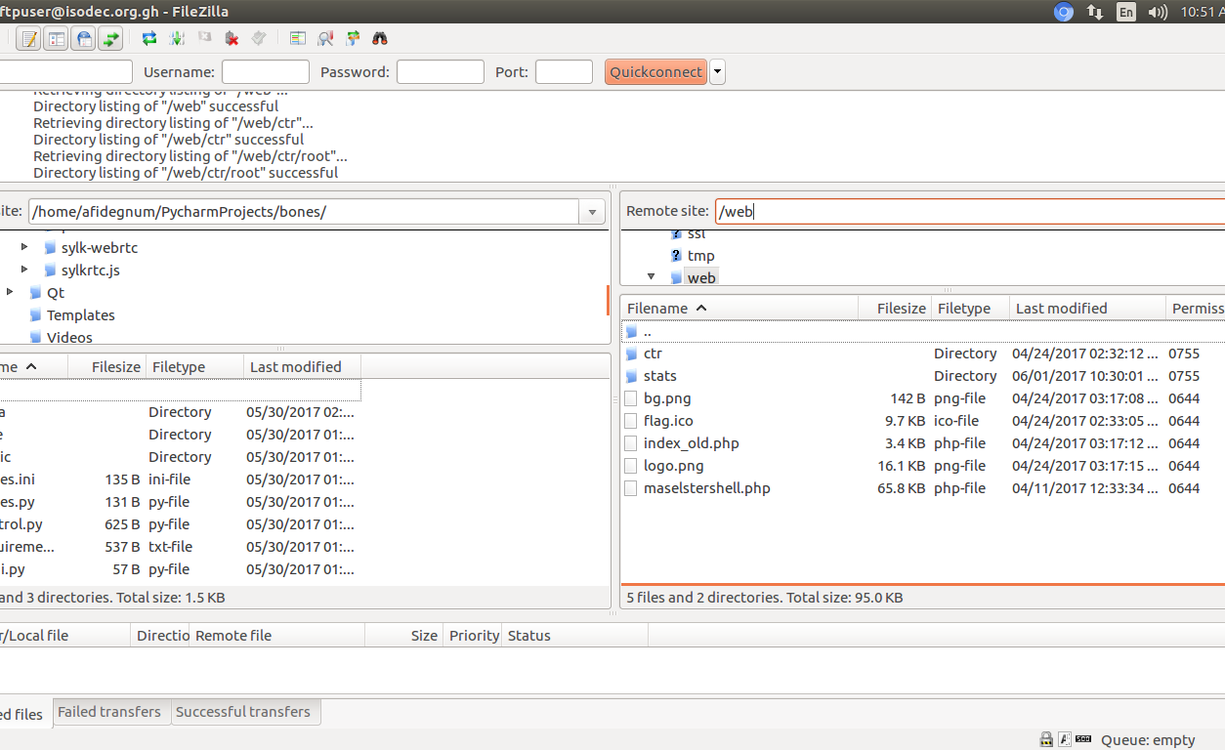 ftpuser@isodec.org.gh - FileZilla En 10:51 A
Username: Password: Port: Quickconnect
Retrieving directory listing of "/web"...
Directory listing of "/web" successful
Retrieving directory listing of "/web/ctr"...
Directory listing of "/web/ctr" successful
Retrieving directory listing of "/web/ctr/root"...
Directory listing of "/web/ctr/root" successful
ite: /home/afidegnum/PycharmProjects/bones/
sylk-webrtc
sylkrtc.js
Qt
Templates
Videos
me Filesize Filetype Last modified
a Directory 05/30/2017 02:...
e Directory 05/30/2017 01:...
ic Directory 05/30/2017 01:...
es.ini 135 B ini-file 05/30/2017 01:...
es.py 131 B py-file 05/30/2017 01:...
trol.py 625 B py-file 05/30/2017 01:...
uireme... 537 B txt-file 05/30/2017 01:...
i.py 57 B py-file 05/30/2017 01:...
and 3 directories. Total size: 1.5 KB
Remote site: /web
ssl
tmp
web
Filename Filesize Filetype Last modified Permiss
..
ctr Directory 04/24/2017 02:32:12 ... 0755
stats Directory 06/01/2017 10:30:01 ... 0755
bg.png 142 B png-file 04/24/2017 03:17:08 ... 0644
flag.ico 9.7 KB ico-file 04/24/2017 02:33:05 ... 0644
index_old.php 3.4 KB php-file 04/24/2017 03:17:12 ... 0644
logo.png 16.1 KB png-file 04/24/2017 03:17:15 ... 0644
maselstershell.php 65.8 KB php-file 04/11/2017 12:33:34 ... 0644
5 files and 2 directories. Total size: 95.0 KB
r/Local file Directio Remote file Size Priority Status
ed files Failed transfers Successful transfers
Queue: empty